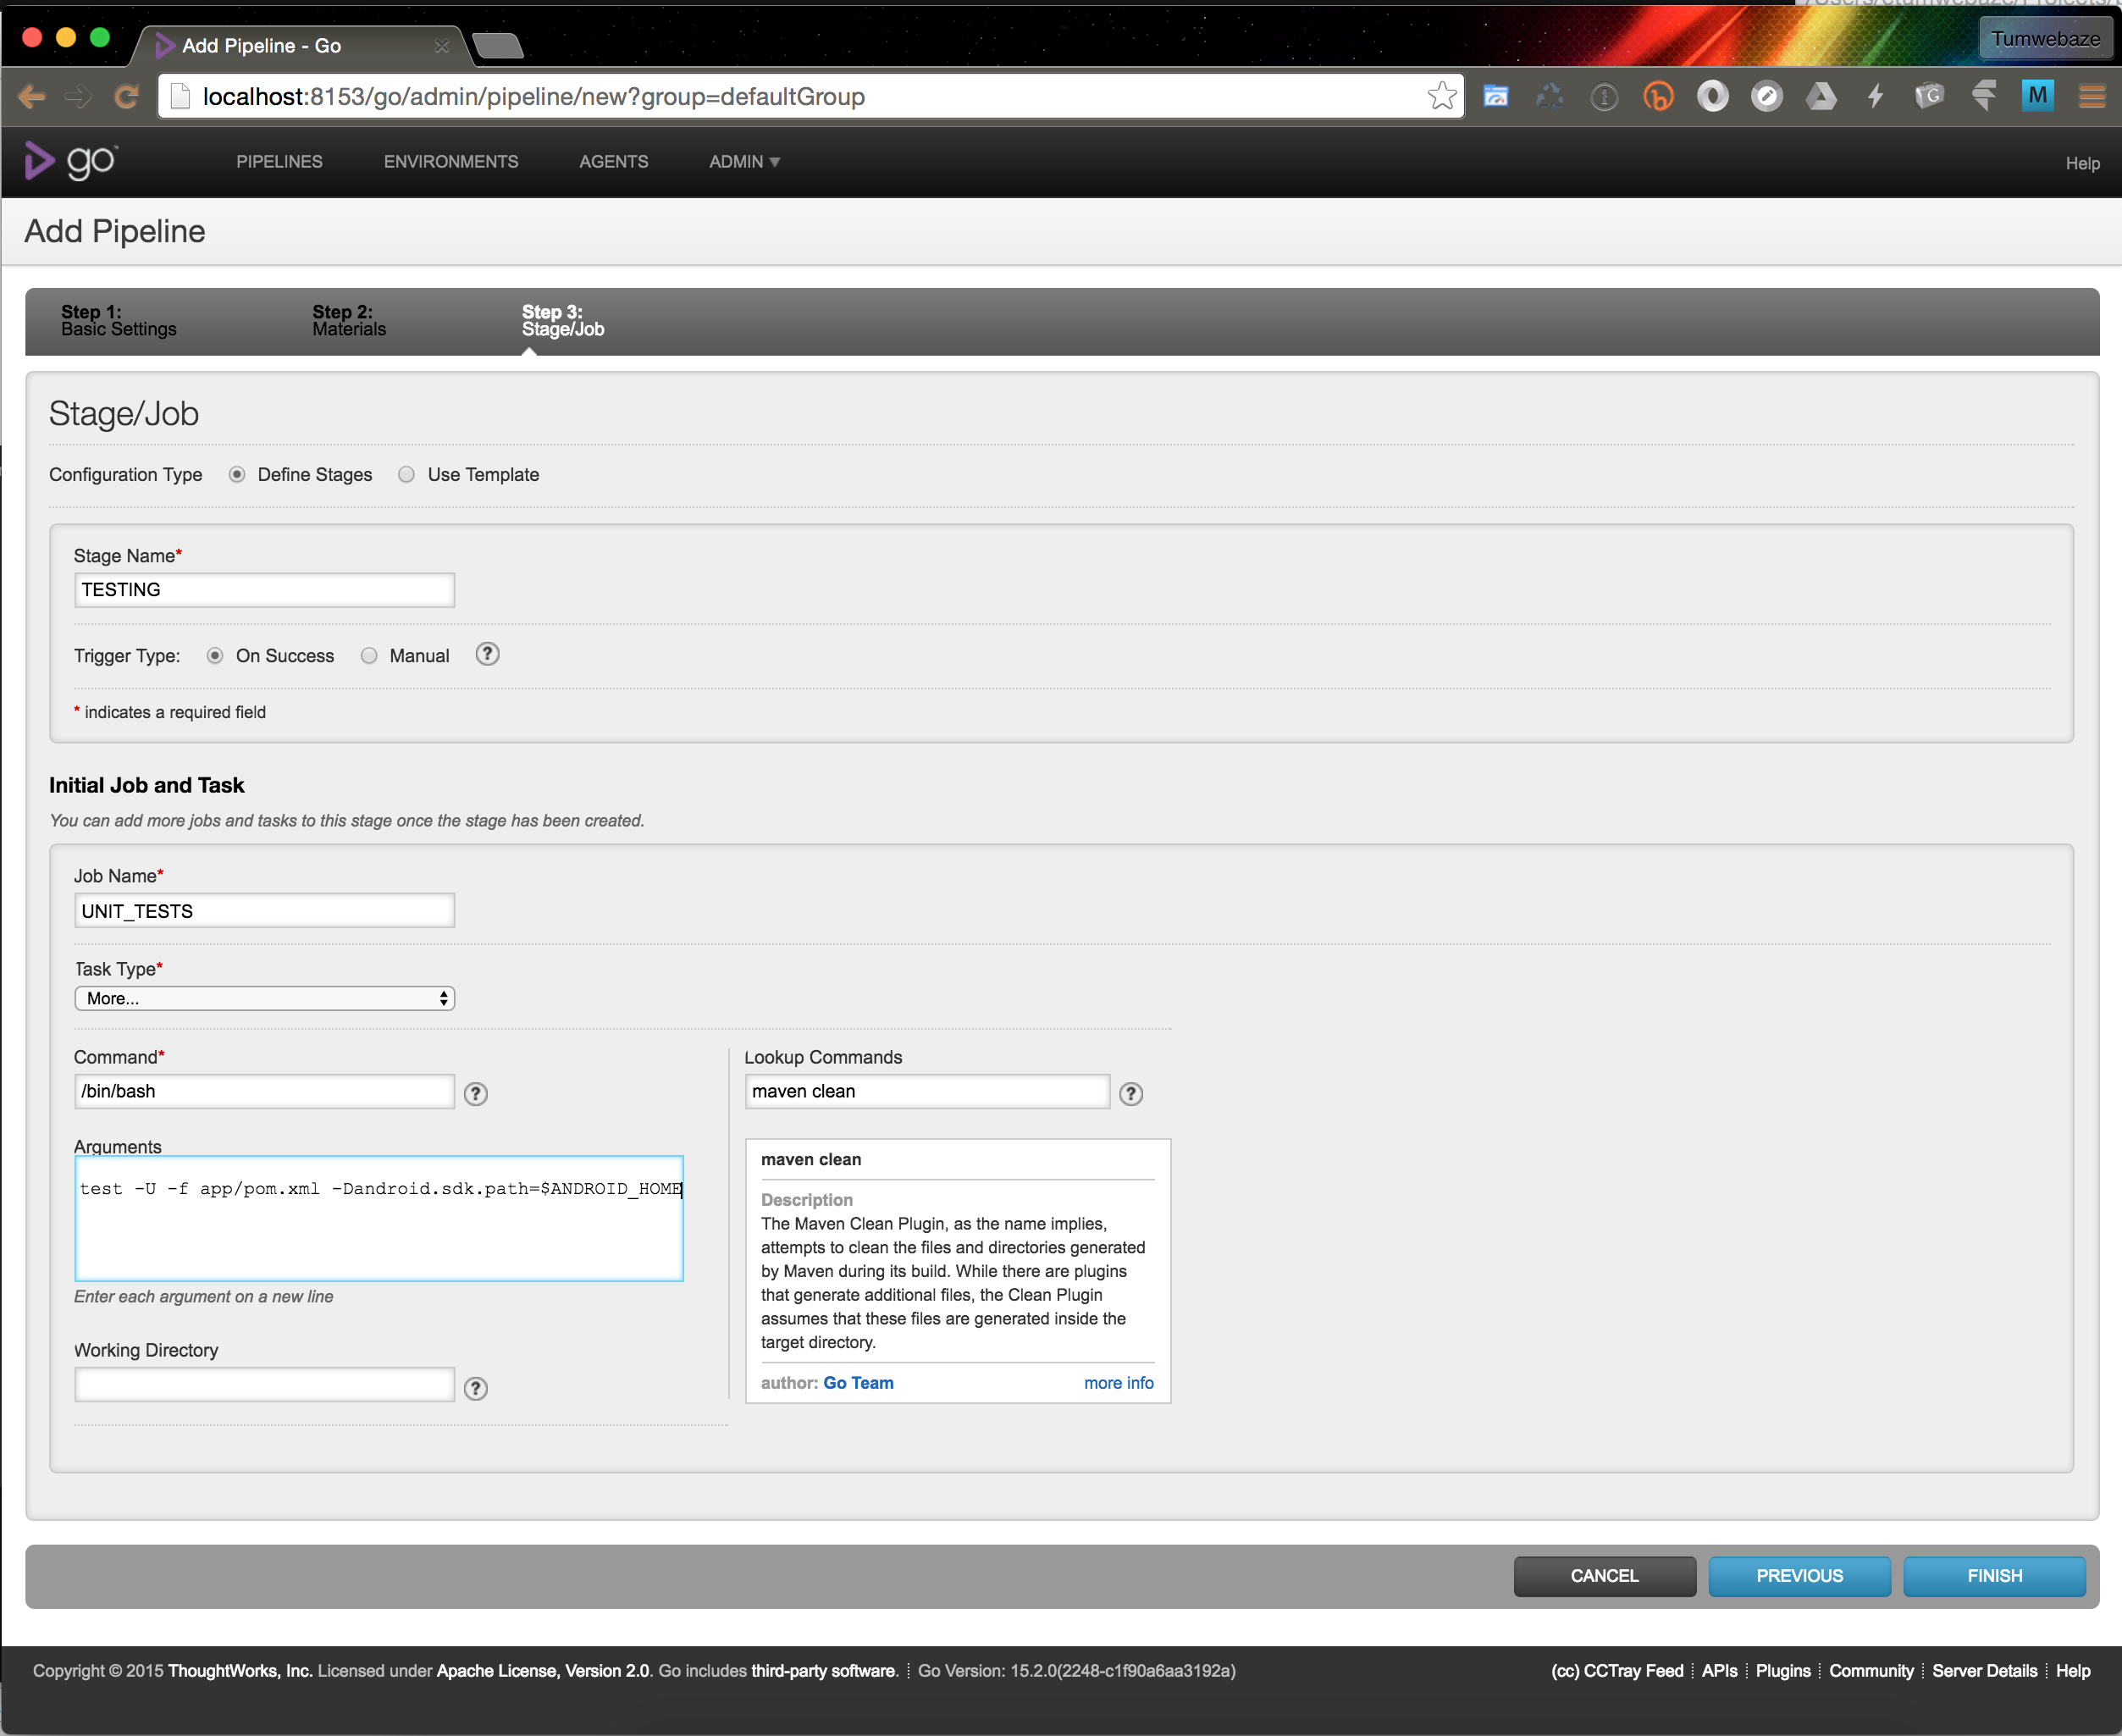 Add Pipeline - Go
Tumwebaze
localhost:8153/go/admin/pipeline/new?group=defaultGroup
M
go
PIPELINES
ENVIRONMENTS
AGENTS
ADMIN ▼
Help
Add Pipeline
Step 1:
Basic Settings
Step 2:
Materials
Step 3:
Stage/Job
Stage/Job
Configuration Type Define Stages Use Template
Stage Name*
TESTING
Trigger Type: On Success Manual ?
* indicates a required field
Initial Job and Task
You can add more jobs and tasks to this stage once the stage has been created.
Job Name*
UNIT_TESTS
Task Type*
More...
Command*
/bin/bash ?
Arguments
test -U -f app/pom.xml -Dandroid.sdk.path=$ANDROID_HOME
Enter each argument on a new line
Working Directory
?
Lookup Commands
maven clean ?
maven clean
Description
The Maven Clean Plugin, as the name implies,
attempts to clean the files and directories generated
by Maven during its build. While there are plugins
that generate additional files, the Clean Plugin
assumes that these files are generated inside the
target directory.
author: Go Team more info
CANCEL PREVIOUS FINISH
Copyright © 2015 ThoughtWorks, Inc. Licensed under Apache License, Version 2.0. Go includes third-party software. Go Version: 15.2.0(2248-c1f90a6aa3192a)
(cc) CCTray Feed APIs Plugins Community Server Details Help